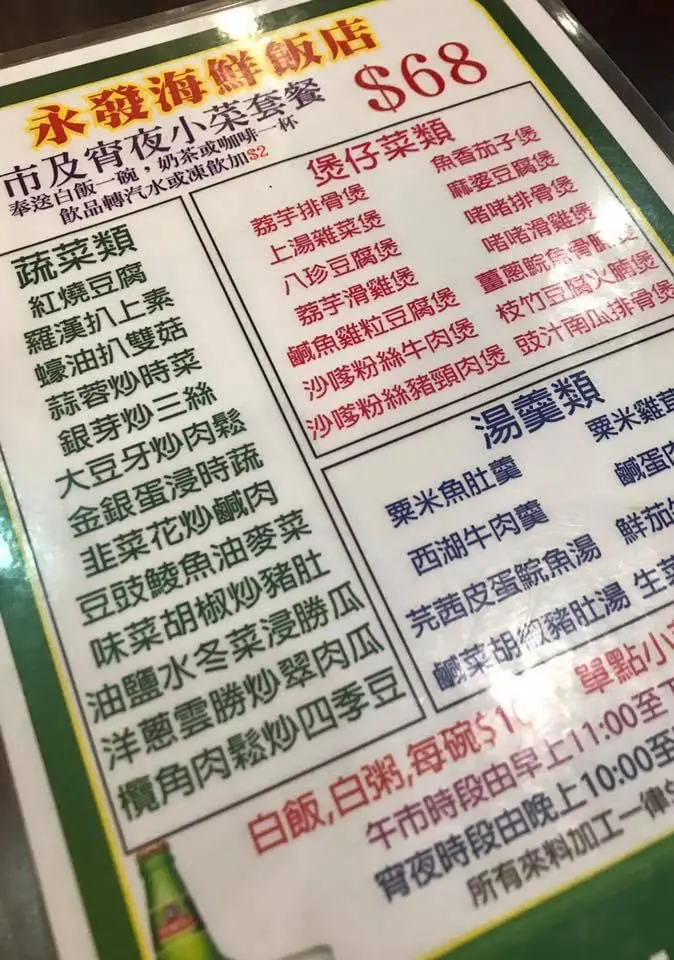 永發海鮮飯店
$68
市及宵夜小菜套餐
奉送白飯一碗，奶茶或咖啡一杯
飲品轉汽水或凍飲加$2
蔬菜類
紅燒豆腐
羅漢扒上素
蠔油扒雙菇
蒜蓉炒時菜
銀芽炒三絲
大豆牙炒肉鬆
金銀蛋浸時蔬
韭菜花炒鹹肉
豆豉鯪魚油麥菜
味菜胡椒炒豬肚
油鹽水冬菜浸勝瓜
洋蔥雲勝炒翠肉瓜
欖角肉鬆炒四季豆
煲仔菜類
荔芋排骨煲
上湯雜菜煲
八珍豆腐煲
荔芋滑雞煲
鹹魚雞粒豆腐煲
沙嗲粉絲牛肉煲
沙嗲粉絲豬頸肉煲
魚香茄子煲
麻婆豆腐煲
啫啫排骨煲
啫啫滑雞煲
薑蔥鯇魚骨腩煲
枝竹豆腐火腩煲
豉汁南瓜排骨煲
湯羹類
粟米魚肚羹
西湖牛肉羹
芫茜皮蛋鯇魚湯
鹹菜胡椒豬肚湯
粟米雞茸
鹹蛋肉
鮮茄牛
生菜
白飯,白粥,每碗$10
單點小
午市時段由早上11:00至下
宵夜時段由晚上10:00至
所有來料加工一律